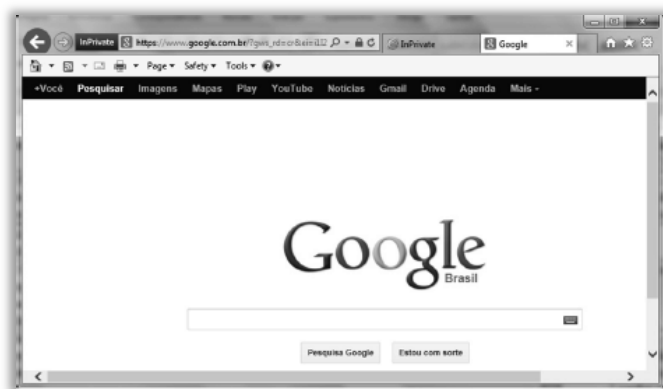 InPrivate https://www.google.com.br/ InPrivate Google
Page Safety Tools
+Você Pesquisar Imagens Mapas Play YouTube Notícias Gmail Drive Agenda Mais
Google
Brasil
Pesquisa Google Estou com sorte